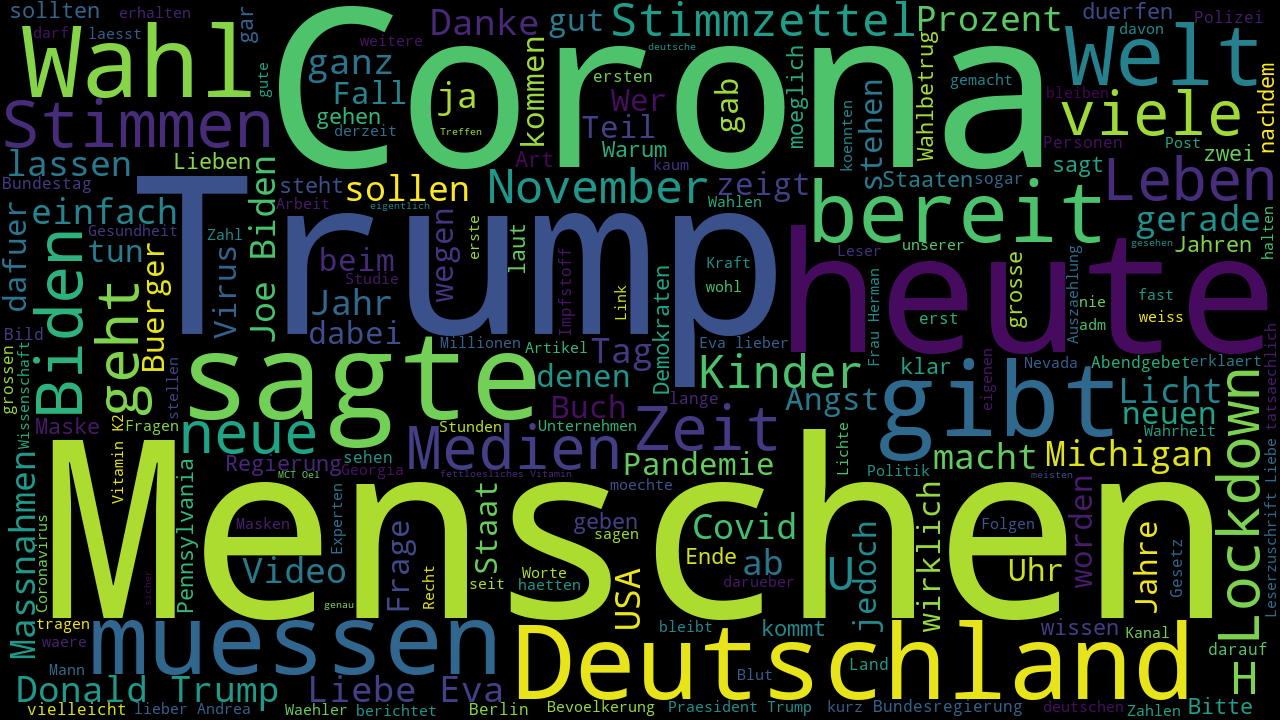 sollten
erhalten
gar
Danke
gut
Stimmzettel
Prozent
duerfen
Polizei
darf
laesst
Wahl
Corona
weitere
deutsche
davon
Welt
ganz
gute
kommen
ersten
gemacht
nachdem
Fall
ja
Wer
gab
moeglich
Wahlbetrug
bleiben
viele
Stimmen
gehen
derzeit
Treffen
Teil
koennten
stehen
Personen
Post
zwei
lassen
Lieben
Art
Warum
kaum
sagt
Bundestag
Joe Biden
steht
sollen
November
zeigt
Staaten
sogar
Leben
dafuer
einfach
Arbeit
eigentlich
Wahlen
bereit
gerade
halten
Gesundheit
Trump
heute
Zahl
Virus
tun
Buerger
beim
wegen
erste
laut
Leser
unserer
gesehen
Jahren
Biden
geht
Studie
Impfstoff
Demokraten
Kraft
wohl
Frau Herman
grosse
Auszaehlung
nie
adm
fast
weiss
Jahr
Link
erst
Bild
dabei
Millionen
Artikel
Tag
Eva lieber
grossen
stellen
sagte
denen
Kinder
klar
eigenen
Nevada
Abendgebet
erklaert
tatsaechlich
Wissenschaft
Maske
Vitamin K2
Fragen
neue
Stunden
Unternehmen
Buch
lange
Angst
gibt
Licht
neuen
Wahrheit
Lockdown
Medien
Zeit
Lichte
Regierung
sehen
Georgia
MCT Oel
fettloesliches Vitamin
Pandemie
moechte
Politik
macht
Michigan
meisten
Massnahmen
Coronavirus
Pennsylvania
Menschen
Masken
Experten
Frage
Staat
geben
sagen
Covid
jedoch
wirklich
Folgen
worden
Jahre
Gesetz
Leserzuschrift Liebe
Video
Recht
seit
Worte
haetten
Ende
ab
darueber
U
Uhr
sicher
genau
USA
tragen
waere
muessen
Deutschland
bleibt
kommt
wissen
Kanal
darauf
Mann
Land
H
Donald Trump
Liebe Eva
Blut
vielleicht
lieber Andrea
Waehler
berichtet
Berlin
Bevoelkerung
Praesident Trump
kurz
Bundesregierung
deutschen
Zahlen
Bitte